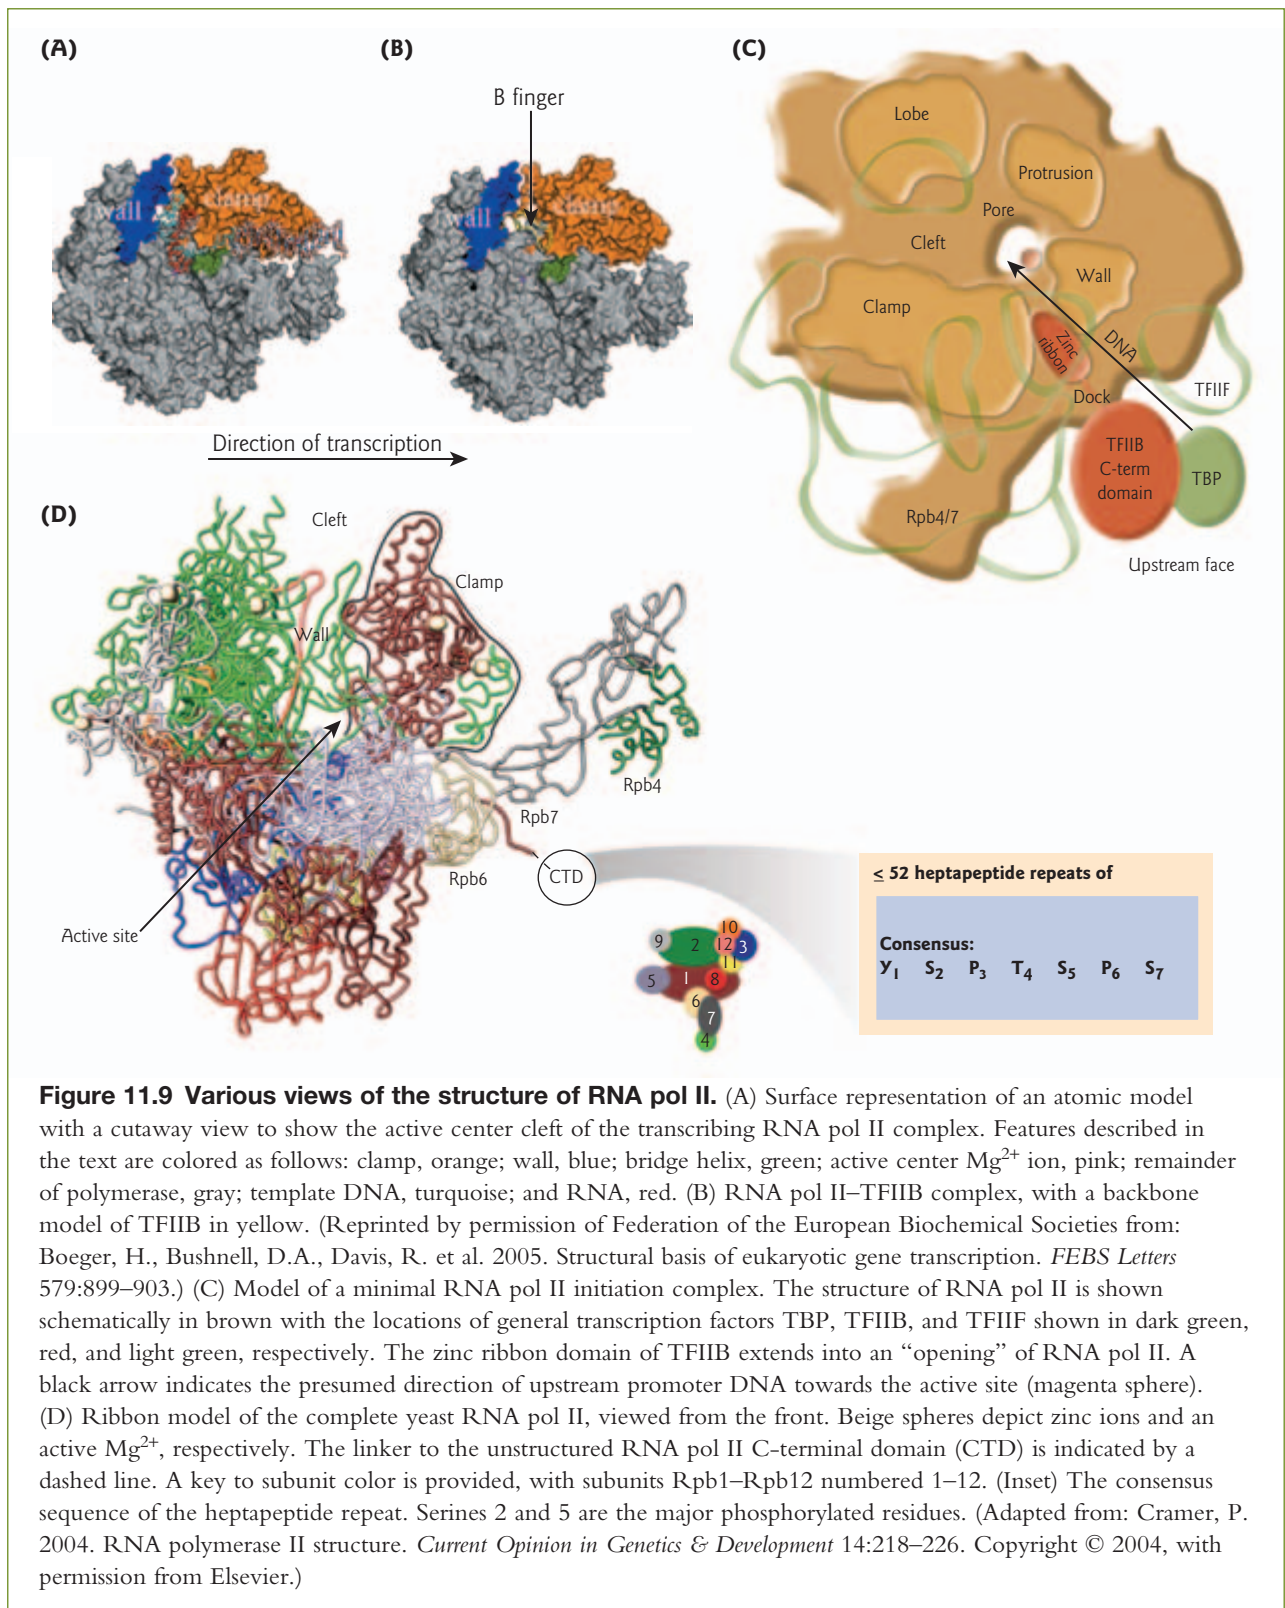 (A)
(B)
(C)
B finger
wall
clamp
wall
clamp
Direction of transcription
Lobe
Protrusion
Pore
Cleft
Wall
Clamp
Zinc
ribbon
DNA
Dock
TFIIF
TFIIB
C-term
domain
TBP
Rpb4/7
Upstream face
(D)
Cleft
Clamp
Wall
Rpb4
Rpb7
Rpb6
CTD
Active site
9
2
10
12
3
11
5
1
8
6
7
4
≤ 52 heptapeptide repeats of
Consensus:
Y1 S2 P3 T4 S5 P6 S7
Figure 11.9 Various views of the structure of RNA pol II. (A) Surface representation of an atomic model
with a cutaway view to show the active center cleft of the transcribing RNA pol II complex. Features described in
the text are colored as follows: clamp, orange; wall, blue; bridge helix, green; active center Mg2+ ion, pink; remainder
of polymerase, gray; template DNA, turquoise; and RNA, red. (B) RNA pol II–TFIIB complex, with a backbone
model of TFIIB in yellow. (Reprinted by permission of Federation of the European Biochemical Societies from:
Boeger, H., Bushnell, D.A., Davis, R. et al. 2005. Structural basis of eukaryotic gene transcription. FEBS Letters
579:899–903.) (C) Model of a minimal RNA pol II initiation complex. The structure of RNA pol II is shown
schematically in brown with the locations of general transcription factors TBP, TFIIB, and TFIIF shown in dark green,
red, and light green, respectively. The zinc ribbon domain of TFIIB extends into an “opening” of RNA pol II. A
black arrow indicates the presumed direction of upstream promoter DNA towards the active site (magenta sphere).
(D) Ribbon model of the complete yeast RNA pol II, viewed from the front. Beige spheres depict zinc ions and an
active Mg2+, respectively. The linker to the unstructured RNA pol II C-terminal domain (CTD) is indicated by a
dashed line. A key to subunit color is provided, with subunits Rpb1–Rpb12 numbered 1–12. (Inset) The consensus
sequence of the heptapeptide repeat. Serines 2 and 5 are the major phosphorylated residues. (Adapted from: Cramer, P.
2004. RNA polymerase II structure. Current Opinion in Genetics & Development 14:218–226. Copyright © 2004, with
permission from Elsevier.)